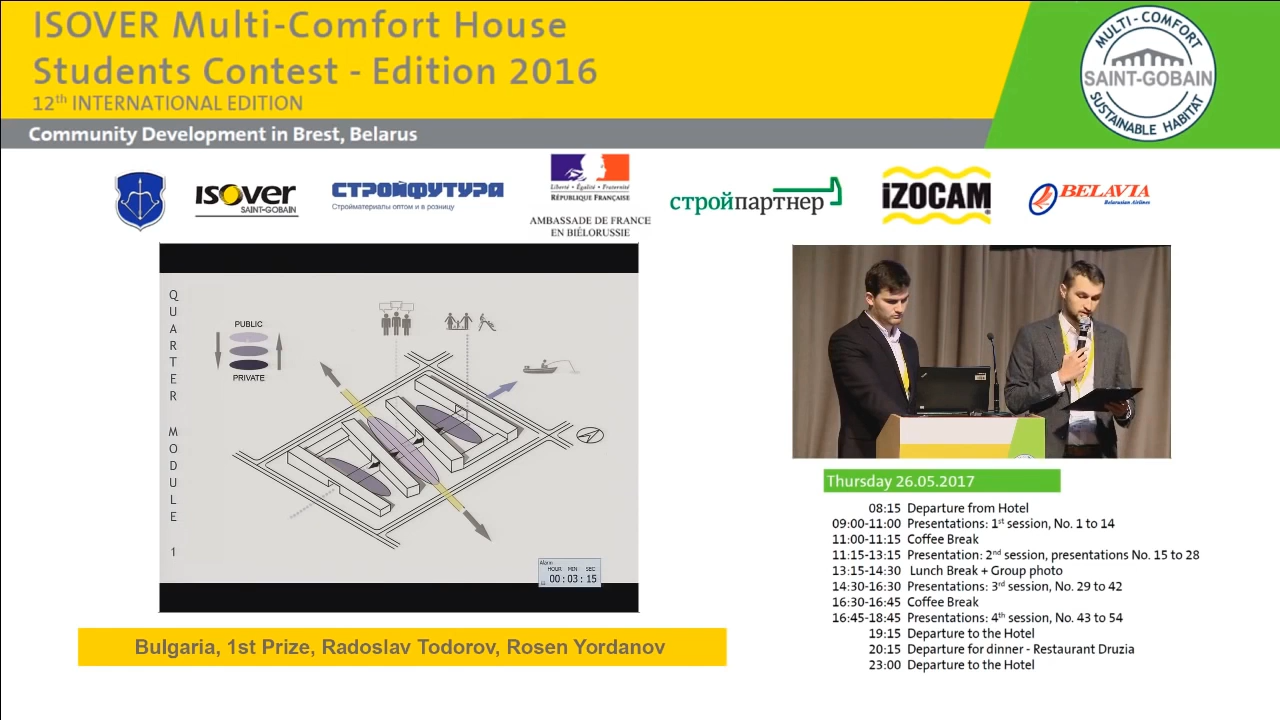 ISOVER Multi-Comfort House
Students Contest - Edition 2016
12th INTERNATIONAL EDITION
Community Development in Brest, Belarus
MULTI-COMFORT
SAINT-GOBAIN
SUSTAINABLE HABITAT
isover
SAINT-GOBAIN
СТРОЙФУТУРА
Стройматериалы оптом и в розницу
Liberté • Égalité • Fraternité
RÉPUBLIQUE FRANÇAISE
AMBASSADE DE FRANCE
EN BIÉLORUSSIE
стройпартнер
iZOCAM
BELAVIA
Belarusian Airlines
QUARTER MODULE 1
PUBLIC
PRIVATE
Alarm
HOUR MIN SEC
00:03:15
Bulgaria, 1st Prize, Radoslav Todorov, Rosen Yordanov
Thursday 26.05.2017
08:15 Departure from Hotel
09:00-11:00 Presentations: 1st session, No. 1 to 14
11:00-11:15 Coffee Break
11:15-13:15 Presentation: 2nd session, presentations No. 15 to 28
13:15-14:30 Lunch Break + Group photo
14:30-16:30 Presentations: 3rd session, No. 29 to 42
16:30-16:45 Coffee Break
16:45-18:45 Presentations: 4th session, No. 43 to 54
19:15 Departure to the Hotel
20:15 Departure for dinner - Restaurant Druzia
23:00 Departure to the Hotel